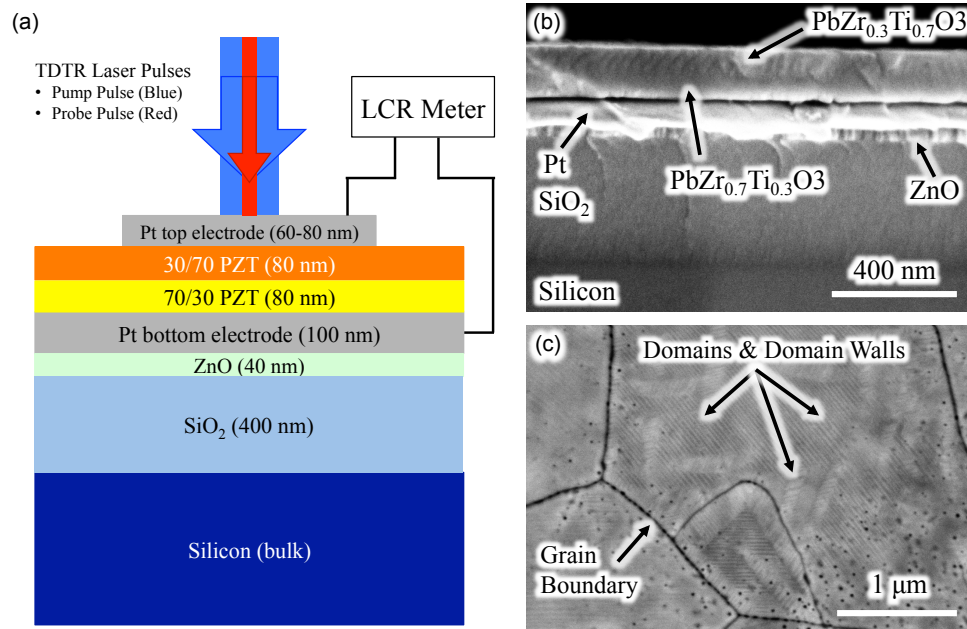 (a)
TDTR Laser Pulses
• Pump Pulse (Blue)
• Probe Pulse (Red)
LCR Meter
Pt top electrode (60-80 nm)
30/70 PZT (80 nm)
70/30 PZT (80 nm)
Pt bottom electrode (100 nm)
ZnO (40 nm)
SiO₂ (400 nm)
Silicon (bulk)
(b)
PbZr₀.₃Ti₀.₇O3
Pt
PbZr₀.₇Ti₀.₃O3
ZnO
SiO₂
400 nm
Silicon
(c)
Domains & Domain Walls
Grain
Boundary
1 μm